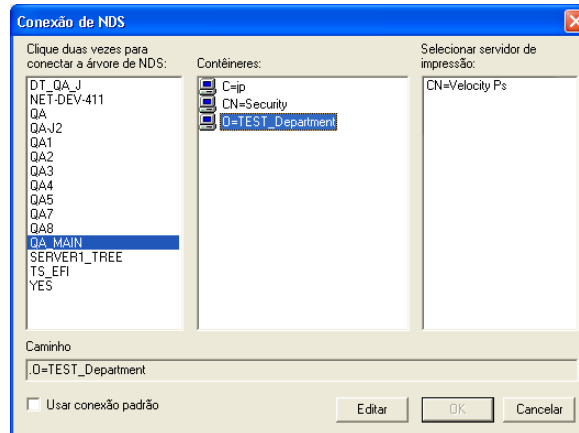 Conexão de NDS
Clique duas vezes para
conectar a árvore de NDS:
DT_QA_J
NET-DEV-411
QA
QA-J2
QA1
QA2
QA3
QA4
QA5
QA7
QA8
QA_MAIN
SERVER1_TREE
TS_EFI
YES
Contêineres:
C=jp
CN=Security
O=TEST_Department
Selecionar servidor de
impressão:
CN=Velocity Ps
Caminho
.O=TEST_Department
Usar conexão padrão
Editar
OK
Cancelar